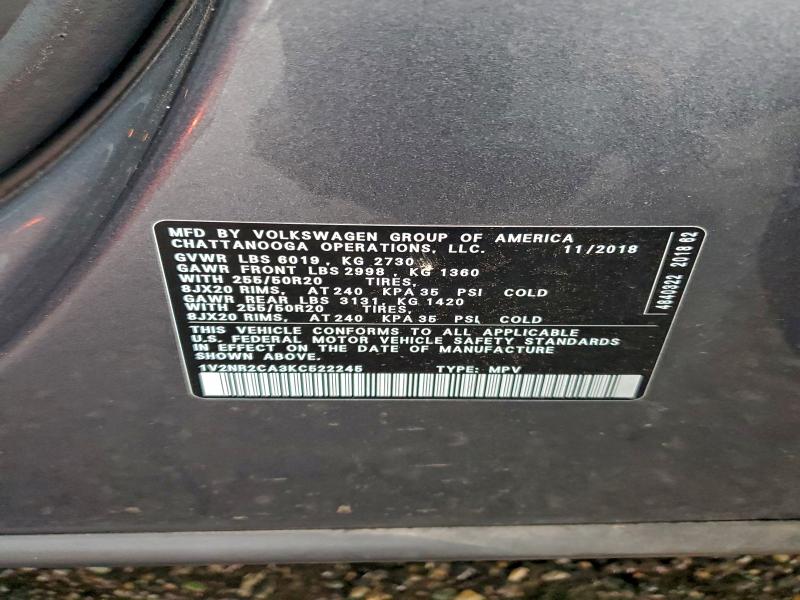 MFD BY VOLKSWAGEN GROUP OF AMERICA
CHATTANOOGA OPERATIONS, LLC. 11/2018
GVWR LBS 6019, KG 2730
GAWR FRONT LBS 2998, KG 1360
WITH 255/50R20 TIRES,
8JX20 RIMS, AT 240 KPA 35 PSI COLD
GAWR REAR LBS 3131, KG 1420
WITH 255/50R20 TIRES,
8JX20 RIMS, AT 240 KPA 35 PSI, COLD
THIS VEHICLE CONFORMS TO ALL APPLICABLE
U.S. FEDERAL MOTOR VEHICLE SAFETY STANDARDS
IN EFFECT ON THE DATE OF MANUFACTURE
SHOWN ABOVE.
1V2NR2CA3KC522245 TYPE: MPV
4640322 2018 62